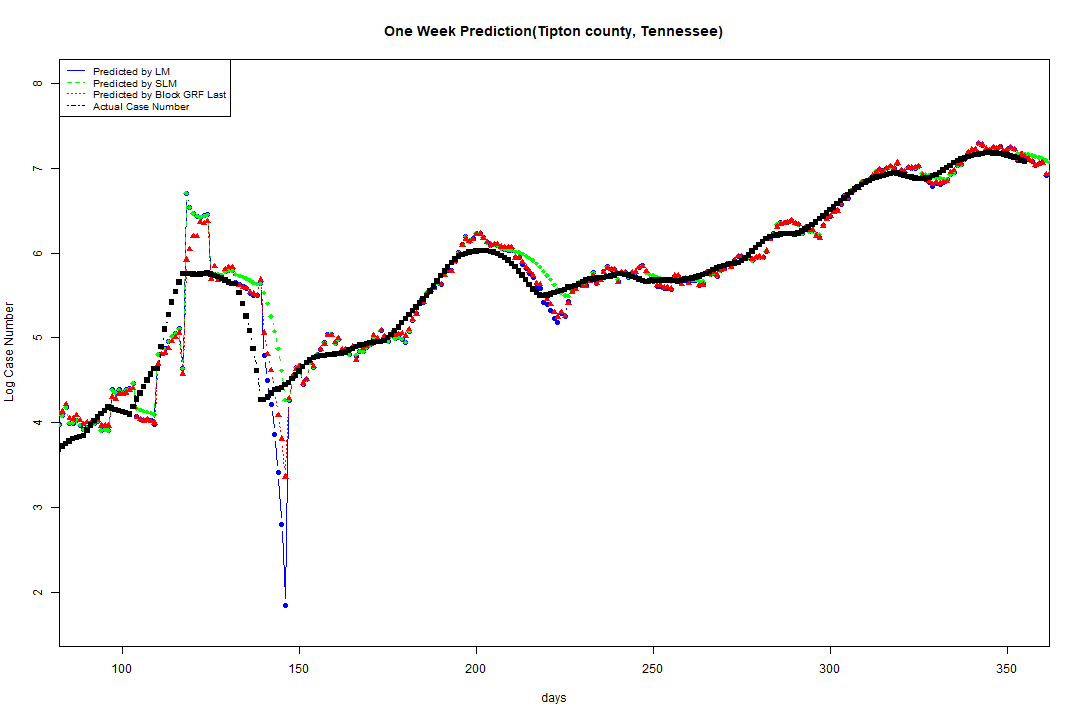 One Week Prediction(Tipton county, Tennessee)
Predicted by LM
Predicted by SLM
Predicted by Block GRF Last
Actual Case Number
8
7
6
5
4
3
2
Log Case Number
100 150 200 250 300 350
days